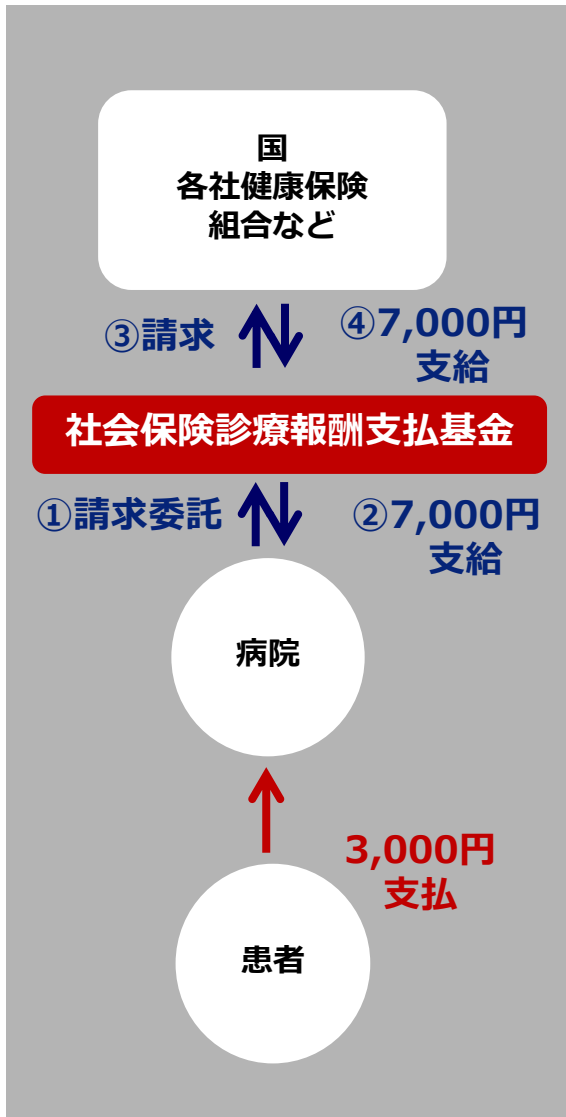 国
各社健康保険
組合など
③請求
④7,000円
支給
社会保険診療報酬支払基金
①請求委託
②7,000円
支給
病院
3,000円
支払
患者